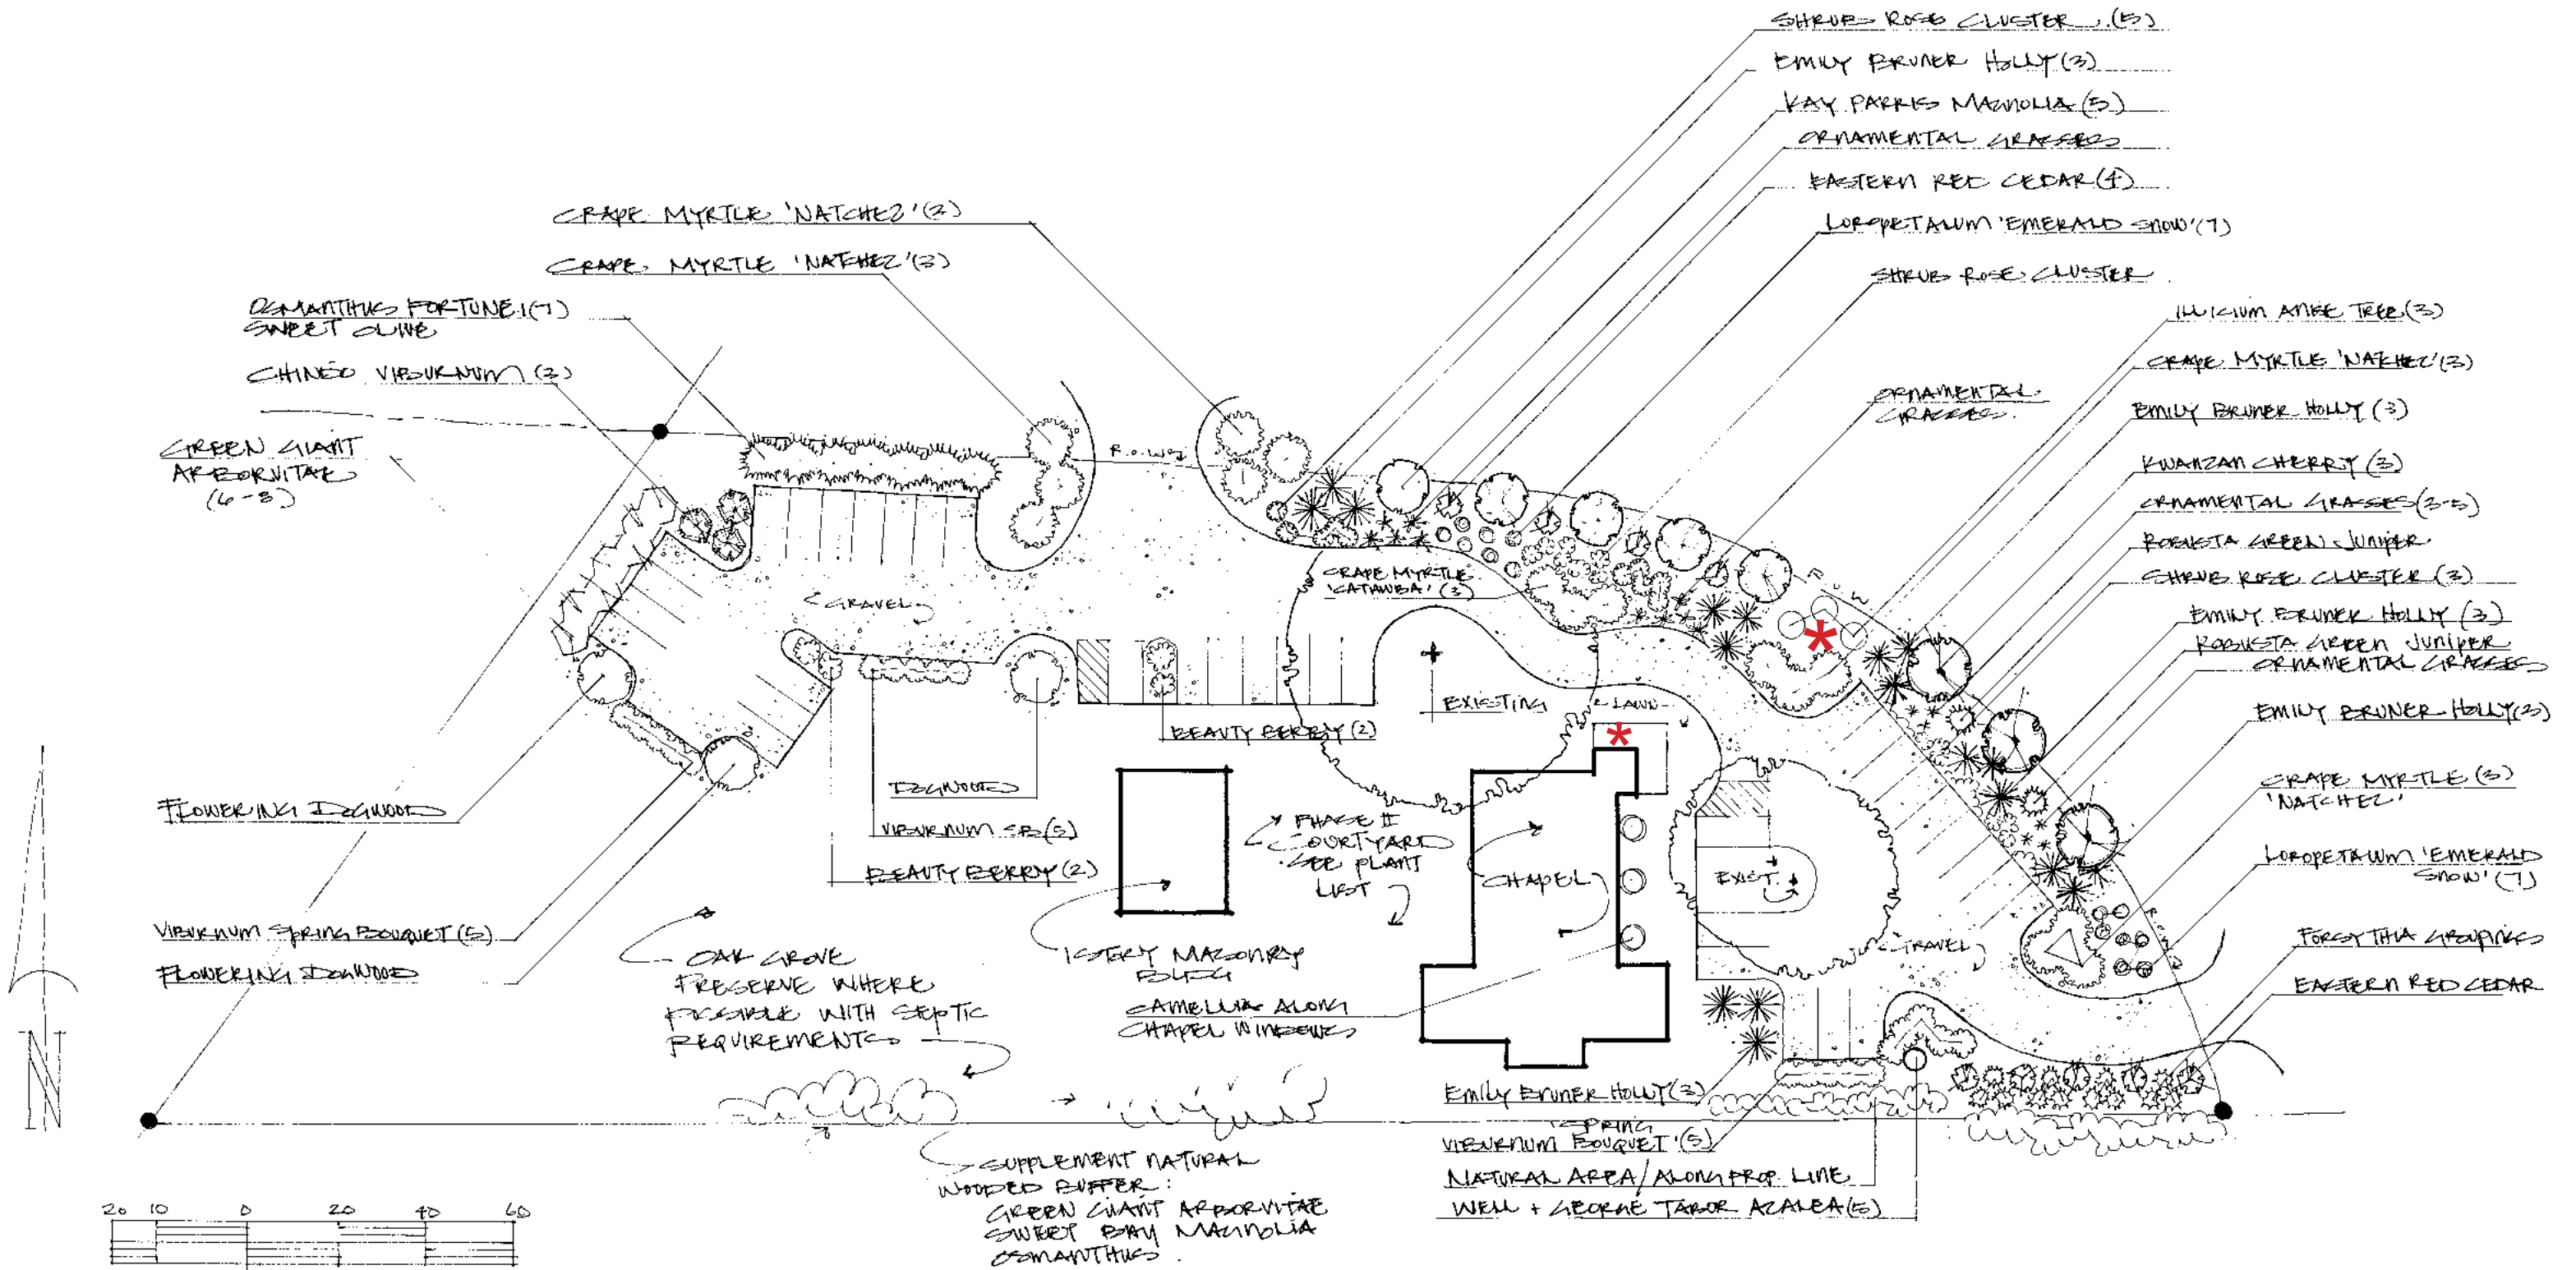 SHRUB ROSE CLUSTER (5)
EMILY BRUNER HOLLY (3)
KAY PARRIS MAGNOLIA (5)
ORNAMENTAL GRASSES
EASTERN RED CEDAR (4)
LOROPETALUM 'EMERALD SNOW' (7)
SHRUB ROSE CLUSTER
ILLICIUM ANISE TREE (3)
CRAPE MYRTLE 'NATCHEZ' (3)
EMILY BRUNER HOLLY (3)
KWANZAN CHERRY (3)
ORNAMENTAL GRASSES (3-5)
ROBUSTA GREEN JUNIPER
SHRUB ROSE CLUSTER (3)
EMILY BRUNER HOLLY (3)
ROBUSTA GREEN JUNIPER
ORNAMENTAL GRASSES
EMILY BRUNER HOLLY (3)
CRAPE MYRTLE (3)
'NATCHEZ'
LOROPETALUM 'EMERALD
SNOW' (7)
FORSYTHIA GROUPINGS
EASTERN RED CEDAR
ORNAMENTAL
GRASSES
CRAPE MYRTLE 'NATCHEZ' (3)
CRAPE MYRTLE 'NATCHEZ' (3)
OSMANTHUS FORTUNEI (7)
SWEET OLIVE
CHINESE VIBURNUM (3)
GREEN GIANT
ARBORVITAE
(6-8)
R.O. WAY
R.O.W.
CRAPE MYRTLE
'CATAWBA' (3)
GRAVEL
EXISTING
LAWN
*
*
BEAUTY BERRY (2)
DOGWOOD
VIBURNUM SB (5)
BEAUTY BERRY (2)
FLOWERING DOGWOOD
VIBURNUM SPRING BOUQUET (5)
FLOWERING DOGWOOD
PHASE II
COURTYARD
SEE PLANT
LIST
CHAPEL
EXIST.
GRAVEL
OAK GROVE
PRESERVE WHERE
POSSIBLE WITH SEPTIC
REQUIREMENTS
1 STORY MASONRY
BLDG
CAMELLIA ALONG
CHAPEL WINDOWS
EMILY BRUNER HOLLY (3)
SPRING
VIBURNUM BOUQUET' (5)
NATURAL AREA / ALONG PROP. LINE
WELL + GEORGE TABOR AZALEA (5)
SUPPLEMENT NATURAL
WOODED BUFFER:
GREEN GIANT ARBORVITAE
SWEET BAY MAGNOLIA
OSMANTHUS
N
20 10 0 20 40 60